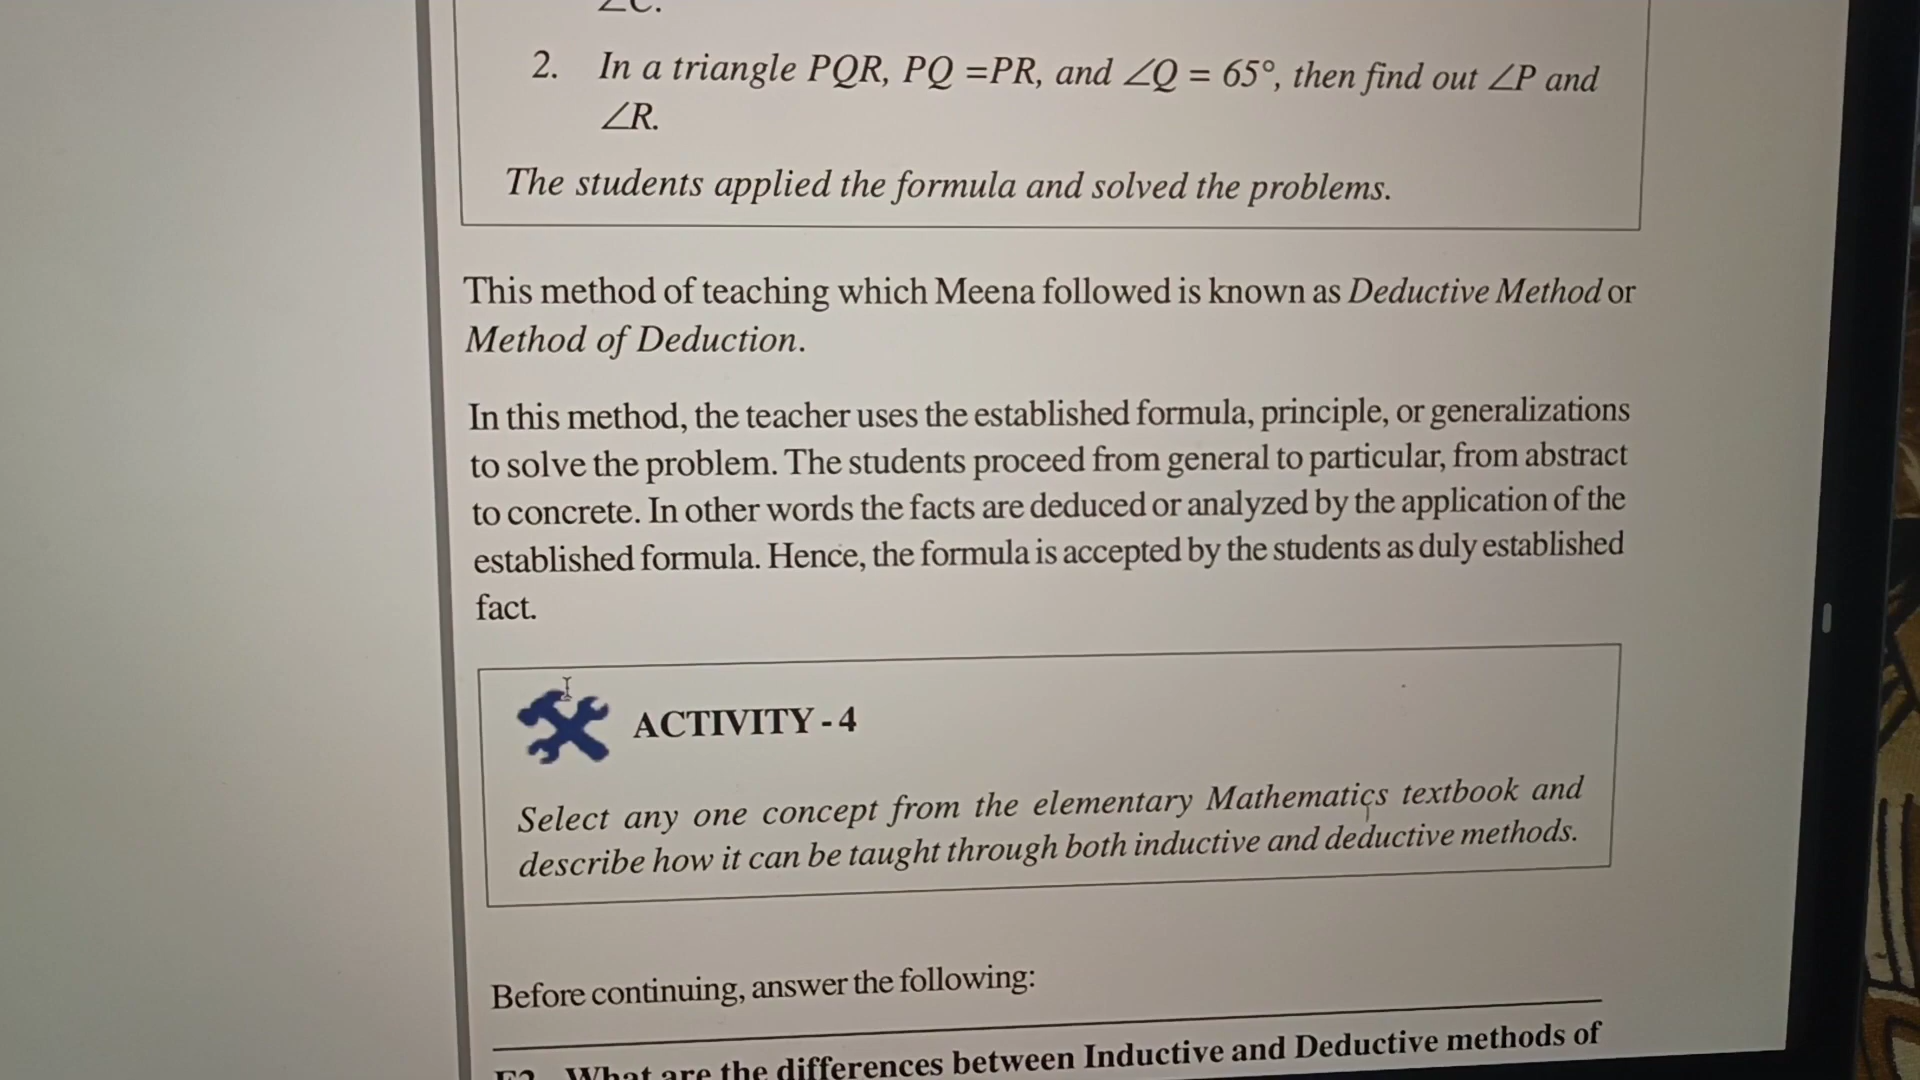 ∠C.
2. In a triangle PQR, PQ =PR, and ∠Q = 65°, then find out ∠P and
∠R.
The students applied the formula and solved the problems.
This method of teaching which Meena followed is known as Deductive Method or
Method of Deduction.
In this method, the teacher uses the established formula, principle, or generalizations
to solve the problem. The students proceed from general to particular, from abstract
to concrete. In other words the facts are deduced or analyzed by the application of the
established formula. Hence, the formula is accepted by the students as duly established
fact.
ACTIVITY - 4
Select any one concept from the elementary Mathematics textbook and
describe how it can be taught through both inductive and deductive methods.
Before continuing, answer the following:
What are the differences between Inductive and Deductive methods of